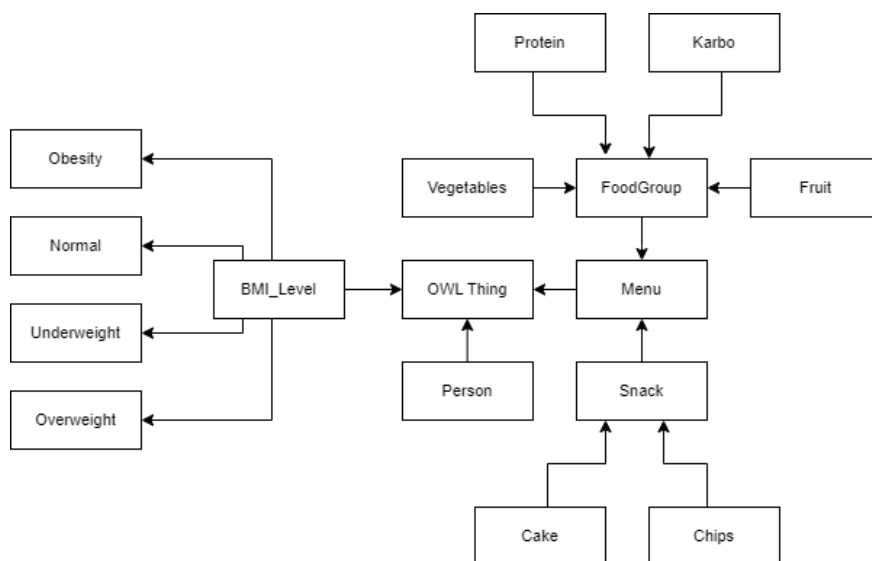 Protein
Karbo
Obesity
Vegetables
FoodGroup
Fruit
Normal
BMI_Level
OWL Thing
Menu
Underweight
Person
Snack
Overweight
Cake
Chips